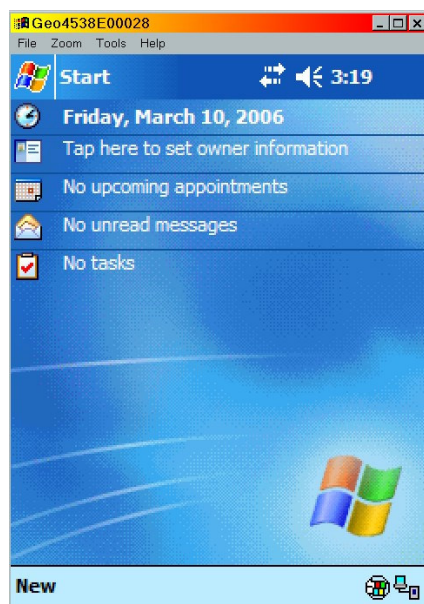 Geo4538E00028
File Zoom Tools Help
Start 3:19
Friday, March 10, 2006
Tap here to set owner information
No upcoming appointments
No unread messages
No tasks
New